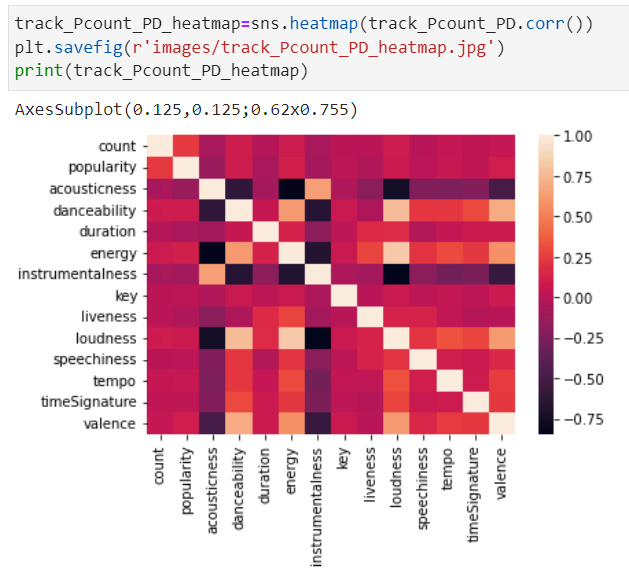 track_Pcount_PD_heatmap=sns.heatmap(track_Pcount_PD.corr())
plt.savefig(r'images/track_Pcount_PD_heatmap.jpg')
print(track_Pcount_PD_heatmap)
AxesSubplot(0.125,0.125;0.62x0.755)
count
popularity
acousticness
danceability
duration
energy
instrumentalness
key
liveness
loudness
speechiness
tempo
timeSignature
valence
1.00
0.75
0.50
0.25
0.00
−0.25
−0.50
−0.75
count
popularity
acousticness
danceability
duration
energy
instrumentalness
key
liveness
loudness
speechiness
tempo
timeSignature
valence